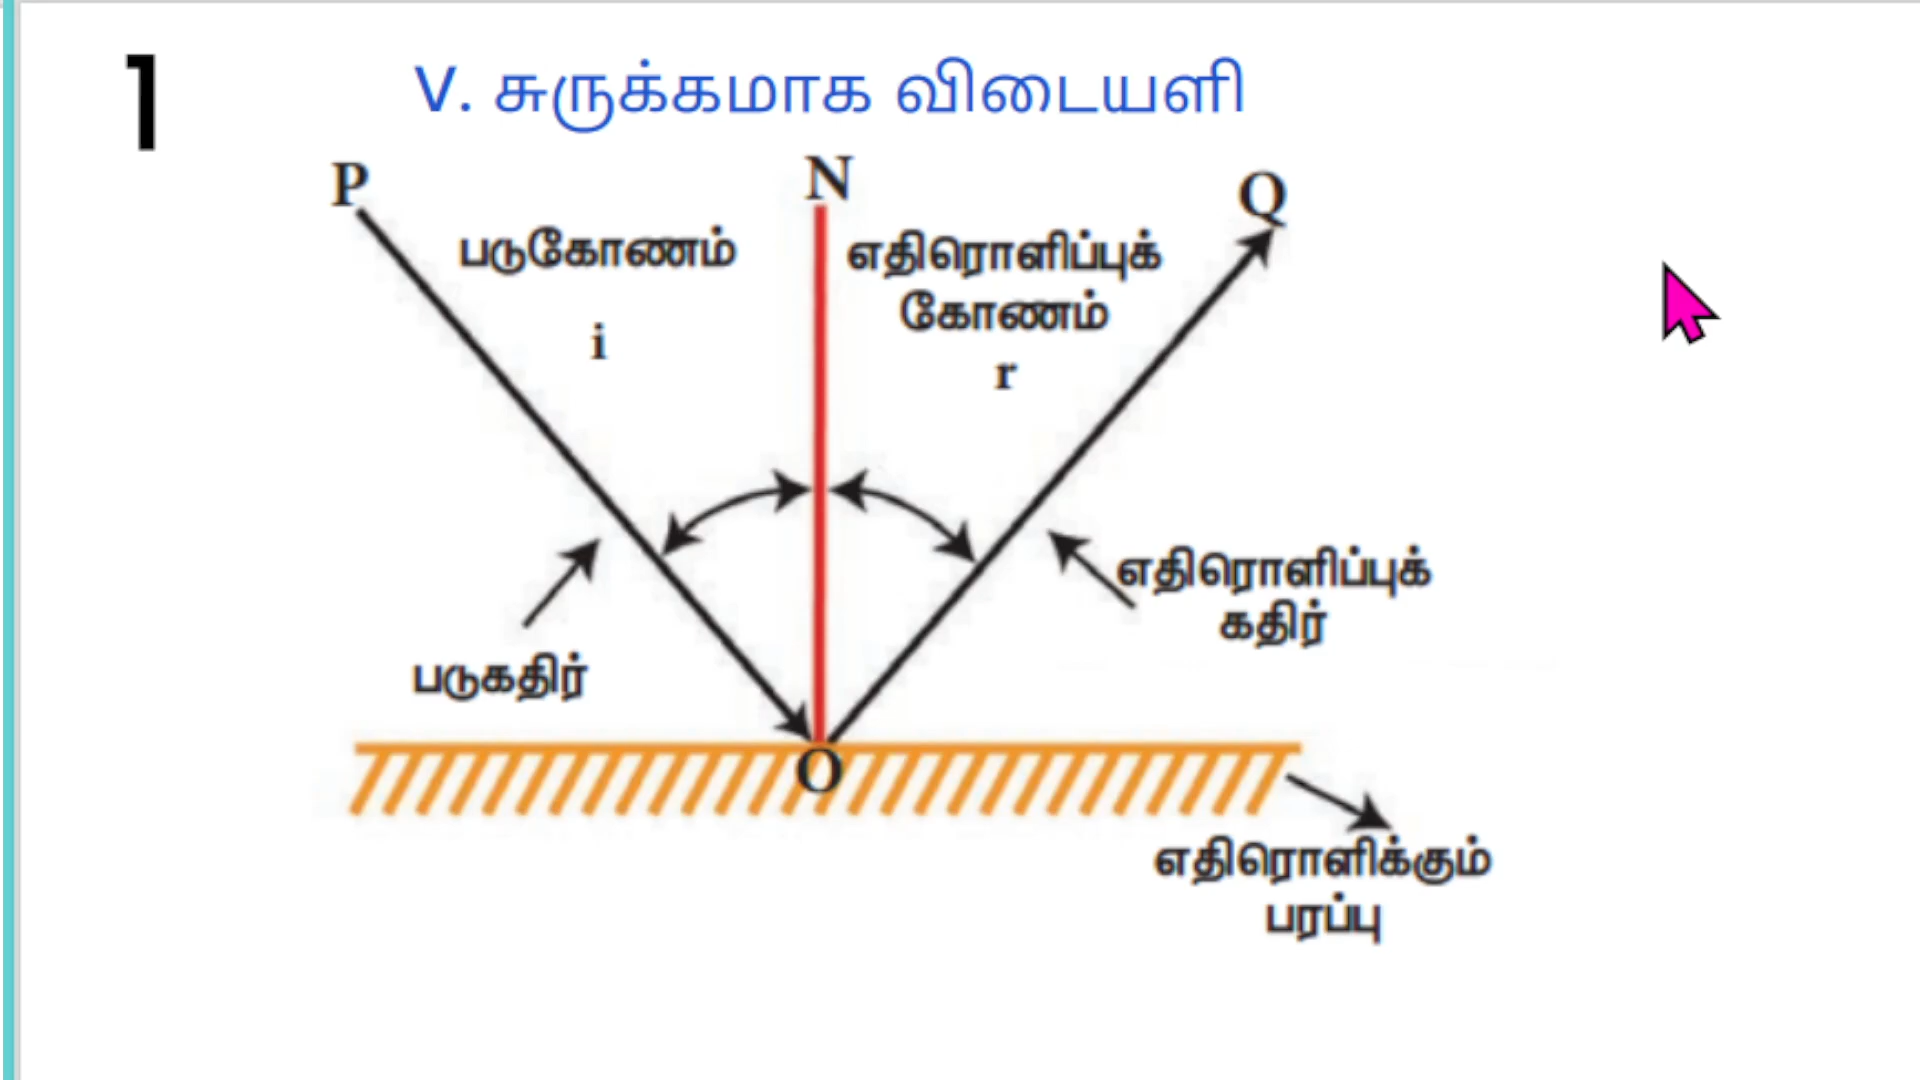 1
V. சுருக்கமாக விடையளி
P
N
Q
படுகோணம்
i
எதிரொளிப்புக்
கோணம்
r
எதிரொளிப்புக்
கதிர்
படுகதிர்
O
எதிரொளிக்கும்
பரப்பு